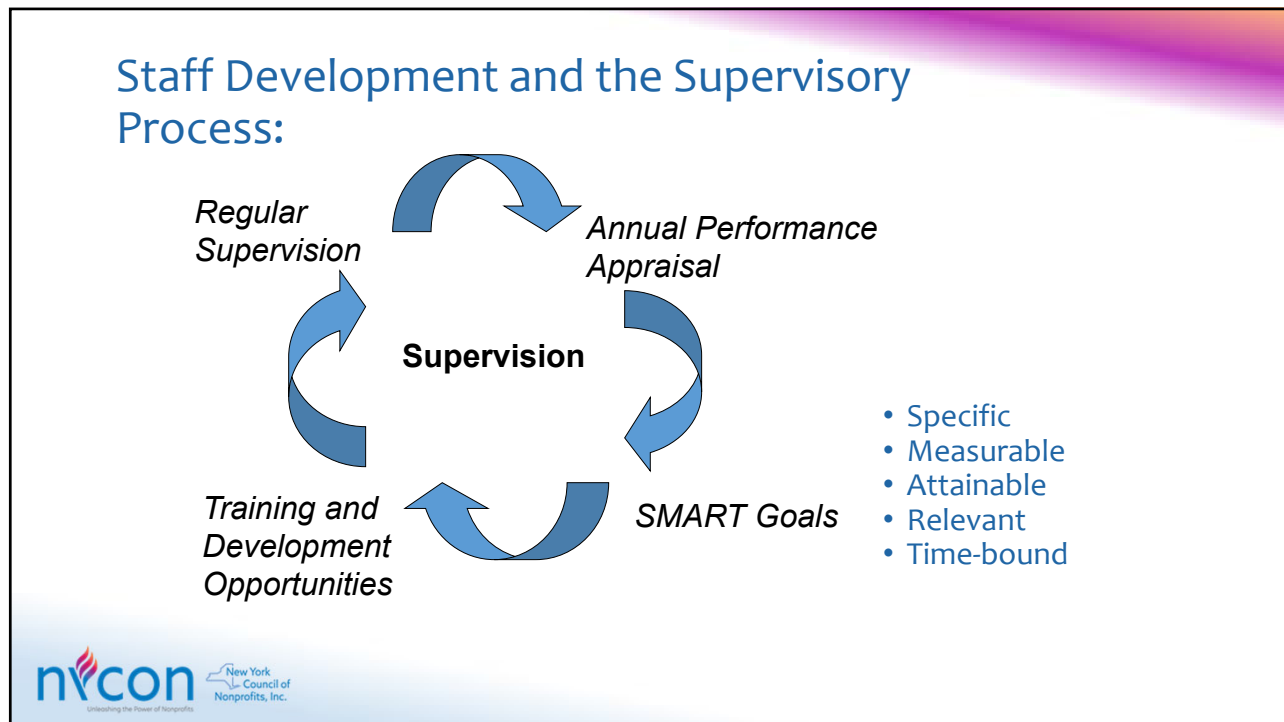 Staff Development and the Supervisory
Process:
Regular
Supervision
Annual Performance
Appraisal
Supervision
Training and
Development
Opportunities
SMART Goals
• Specific
• Measurable
• Attainable
• Relevant
• Time-bound
nycon
Unleashing the Power of Nonprofits
New York
Council of
Nonprofits, Inc.